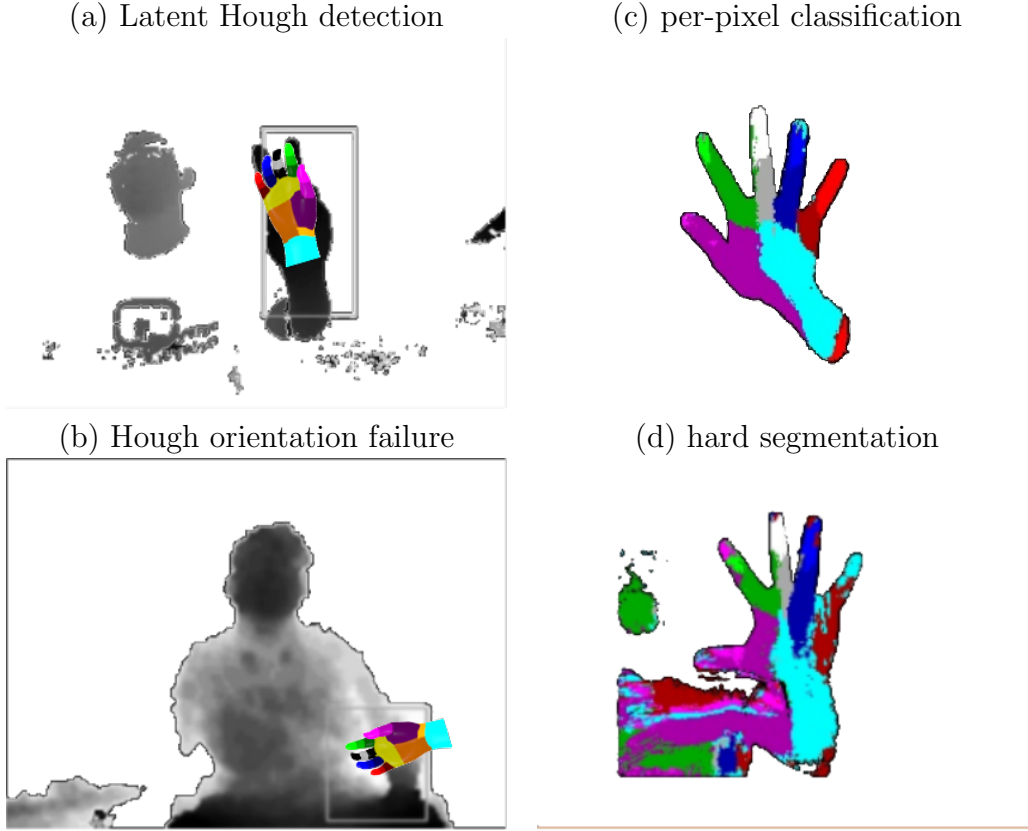 (a) Latent Hough detection
(c) per-pixel classification
(b) Hough orientation failure
(d) hard segmentation